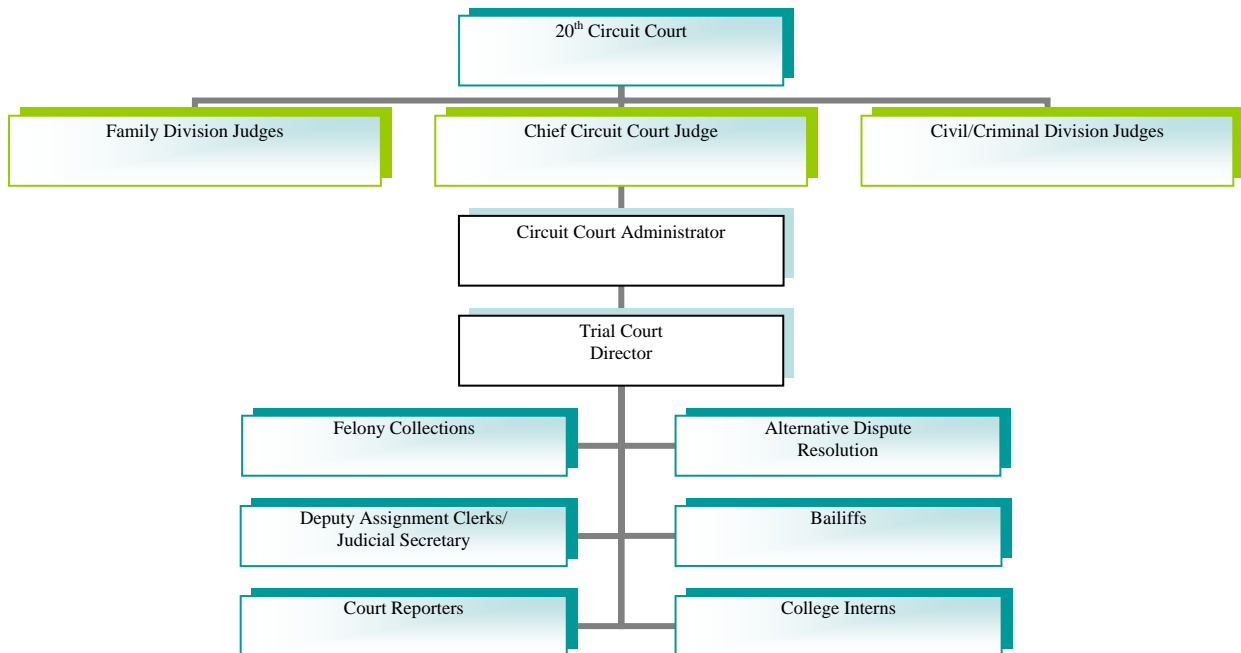 20th Circuit Court
Family Division Judges
Chief Circuit Court Judge
Civil/Criminal Division Judges
Circuit Court Administrator
Trial Court
Director
Felony Collections
Alternative Dispute
Resolution
Deputy Assignment Clerks/
Judicial Secretary
Bailiffs
Court Reporters
College Interns